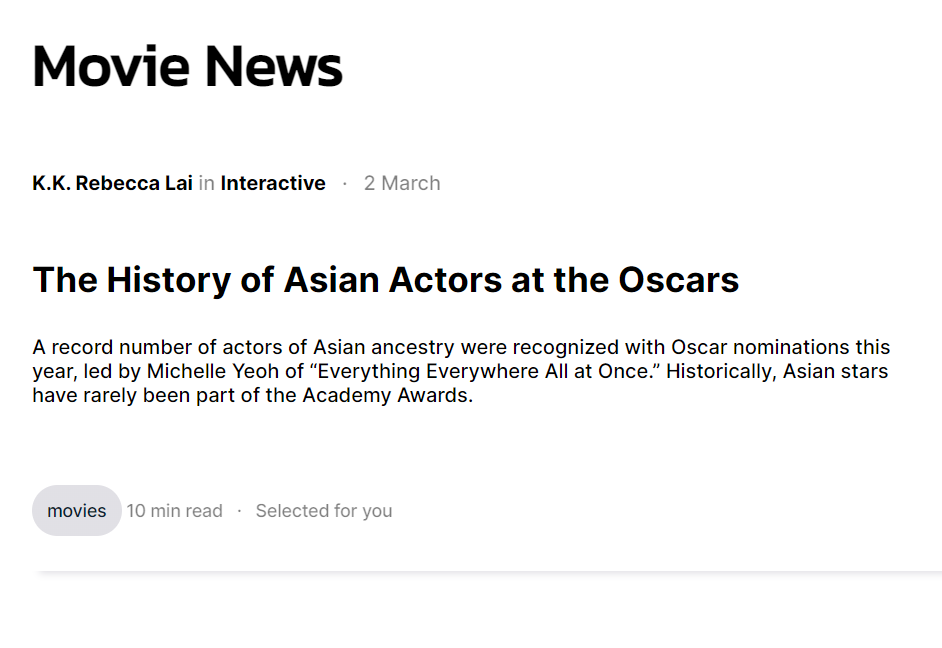 Movie News
K.K. Rebecca Lai in Interactive · 2 March
The History of Asian Actors at the Oscars
A record number of actors of Asian ancestry were recognized with Oscar nominations this
year, led by Michelle Yeoh of “Everything Everywhere All at Once.” Historically, Asian stars
have rarely been part of the Academy Awards.
movies 10 min read · Selected for you